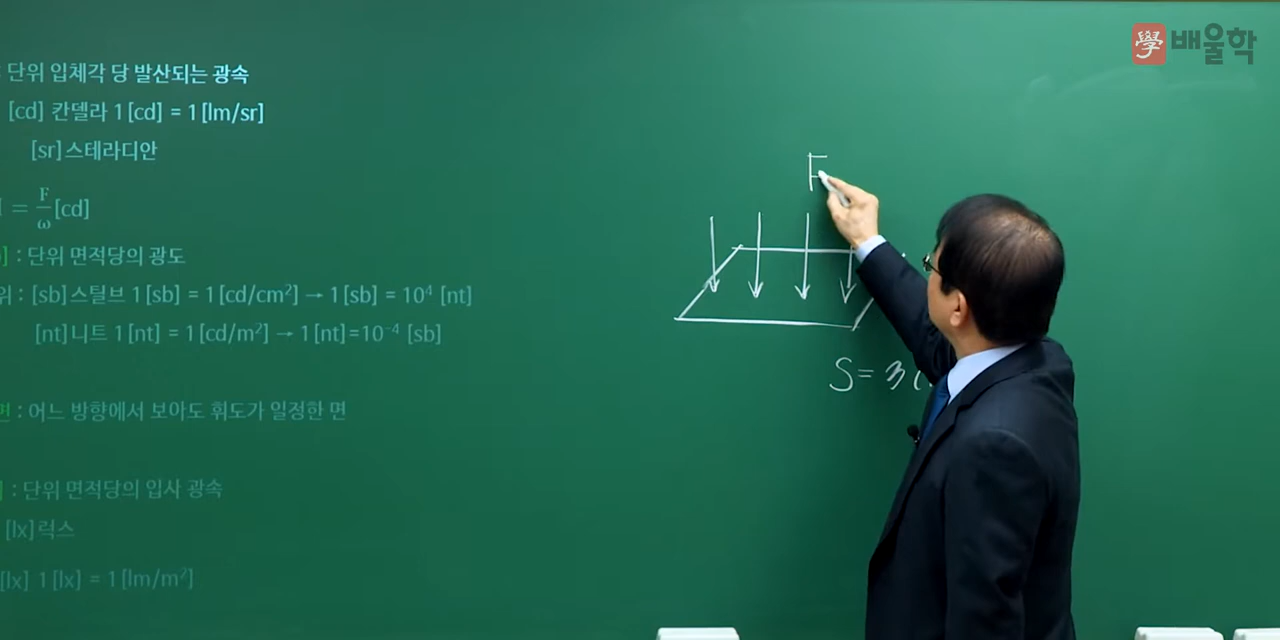 學 배울학
: 단위 입체각 당 발산되는 광속
[cd] 칸델라 1[cd] = 1[lm/sr]
[sr]스테라디안
= F/ω [cd]
] : 단위 면적당의 광도
위 : [sb]스틸브 1[sb] = 1[cd/cm²] → 1[sb] = 10⁴ [nt]
[nt]니트 1[nt] = 1[cd/m²] → 1[nt]=10⁻⁴ [sb]
: 어느 방향에서 보아도 휘도가 일정한 면
] : 단위 면적당의 입사 광속
[lx]럭스
[lx] 1[lx] = 1[lm/m²]
F
S=